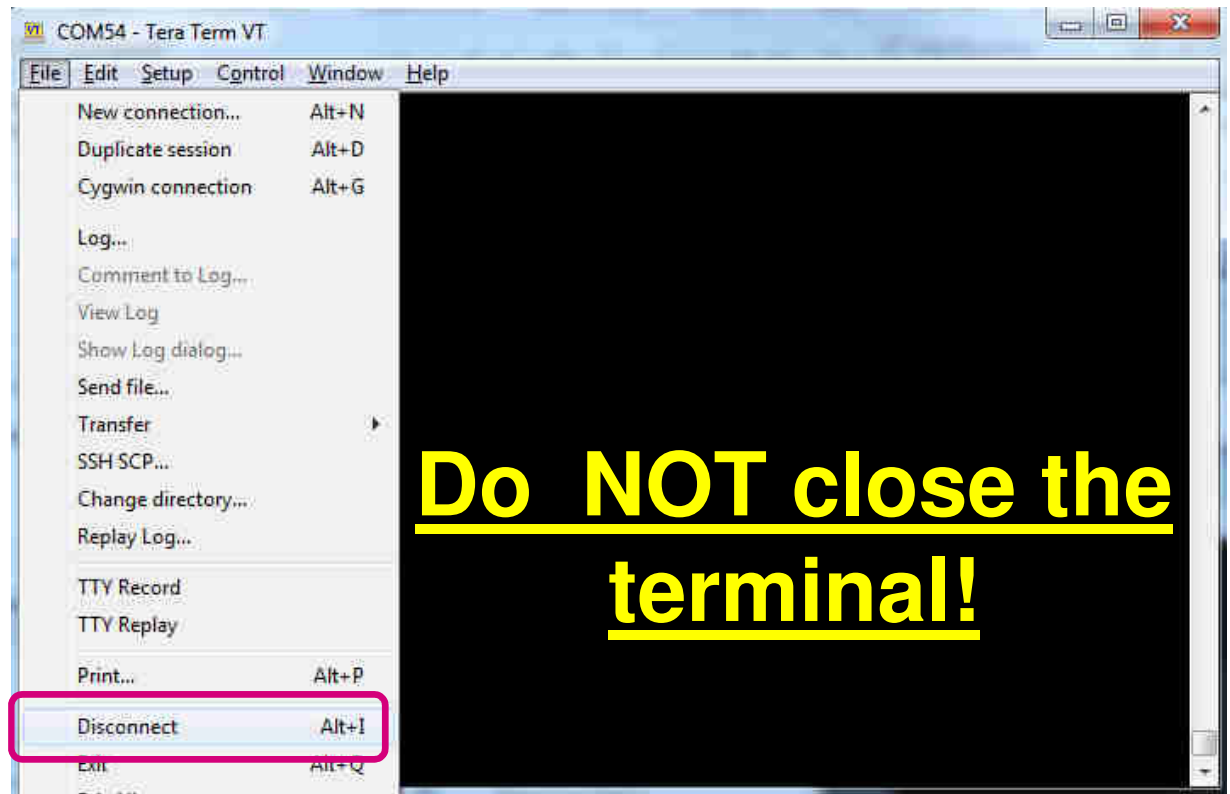 COM54 - Tera Term VT
File Edit Setup Control Window Help
New connection... Alt+N
Duplicate session Alt+D
Cygwin connection Alt+G
Log...
Comment to Log...
View Log
Show Log dialog...
Send file...
Transfer
SSH SCP...
Change directory...
Replay Log...
TTY Record
TTY Replay
Print... Alt+P
Disconnect Alt+I
Exit Alt+Q
Do NOT close the
terminal!